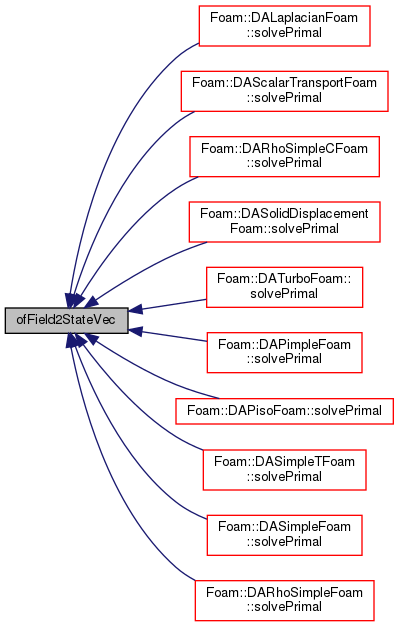 Foam::DALaplacianFoam
::solvePrimal
Foam::DAScalarTransportFoam
::solvePrimal
Foam::DARhoSimpleCFoam
::solvePrimal
Foam::DASolidDisplacement
Foam::solvePrimal
Foam::DATurboFoam::
solvePrimal
ofField2StateVec
Foam::DAPimpleFoam
::solvePrimal
Foam::DAPisoFoam::solvePrimal
Foam::DASimpleTFoam
::solvePrimal
Foam::DASimpleFoam
::solvePrimal
Foam::DARhoSimpleFoam
::solvePrimal